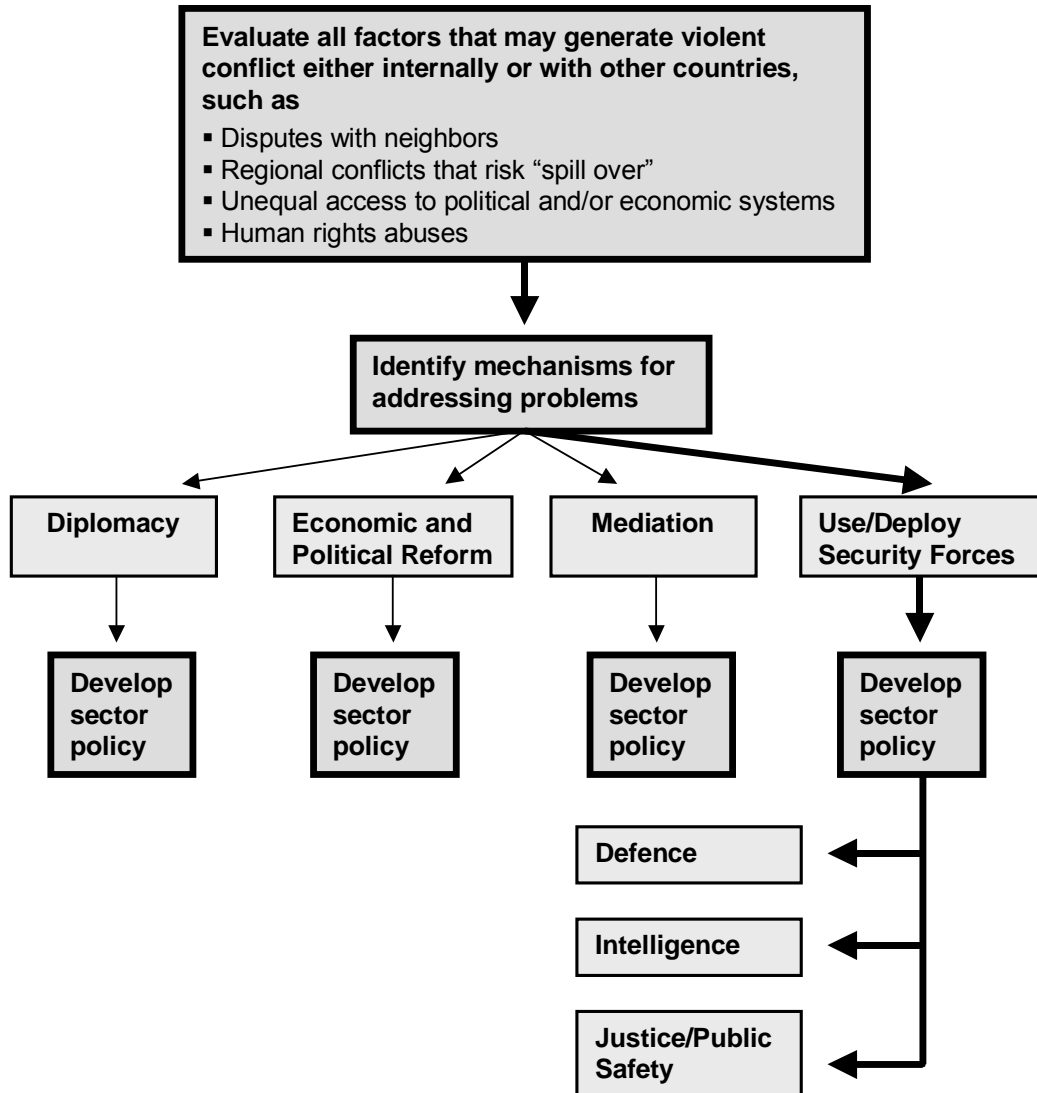 Evaluate all factors that may generate violent
conflict either internally or with other countries,
such as
▪ Disputes with neighbors
▪ Regional conflicts that risk “spill over”
▪ Unequal access to political and/or economic systems
▪ Human rights abuses
Identify mechanisms for
addressing problems
Diplomacy
Economic and
Political Reform
Mediation
Use/Deploy
Security Forces
Develop
sector
policy
Develop
sector
policy
Develop
sector
policy
Develop
sector
policy
Defence
Intelligence
Justice/Public
Safety